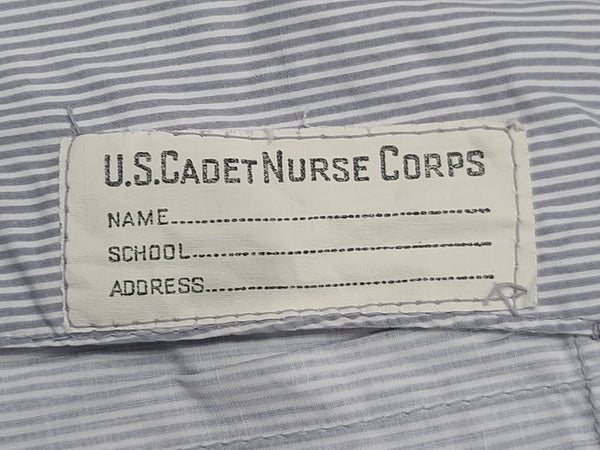 U.S. CADET NURSE CORPS
NAME
SCHOOL
ADDRESS